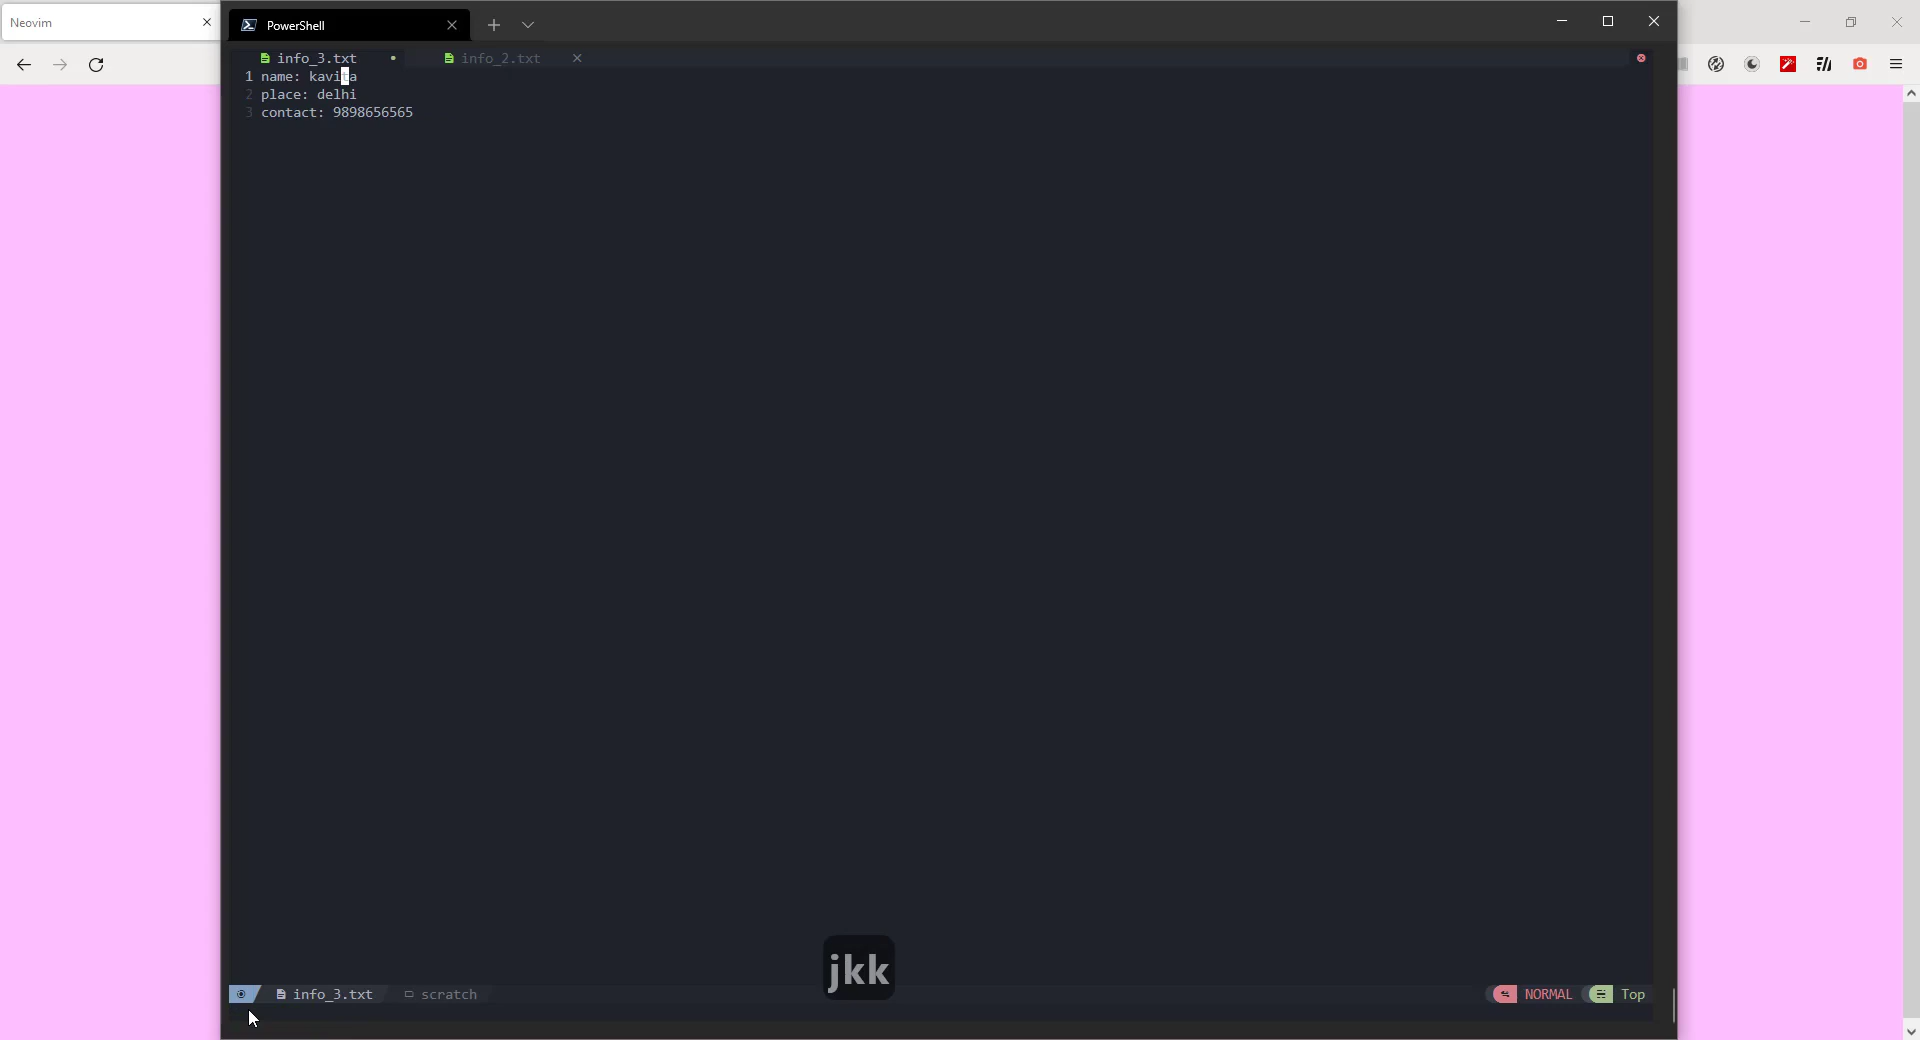 Neovim
PowerShell
info_3.txt
info_2.txt
1 name: kavita
2 place: delhi
3 contact: 9898656565
jkk
info_3.txt
scratch
NORMAL
Top